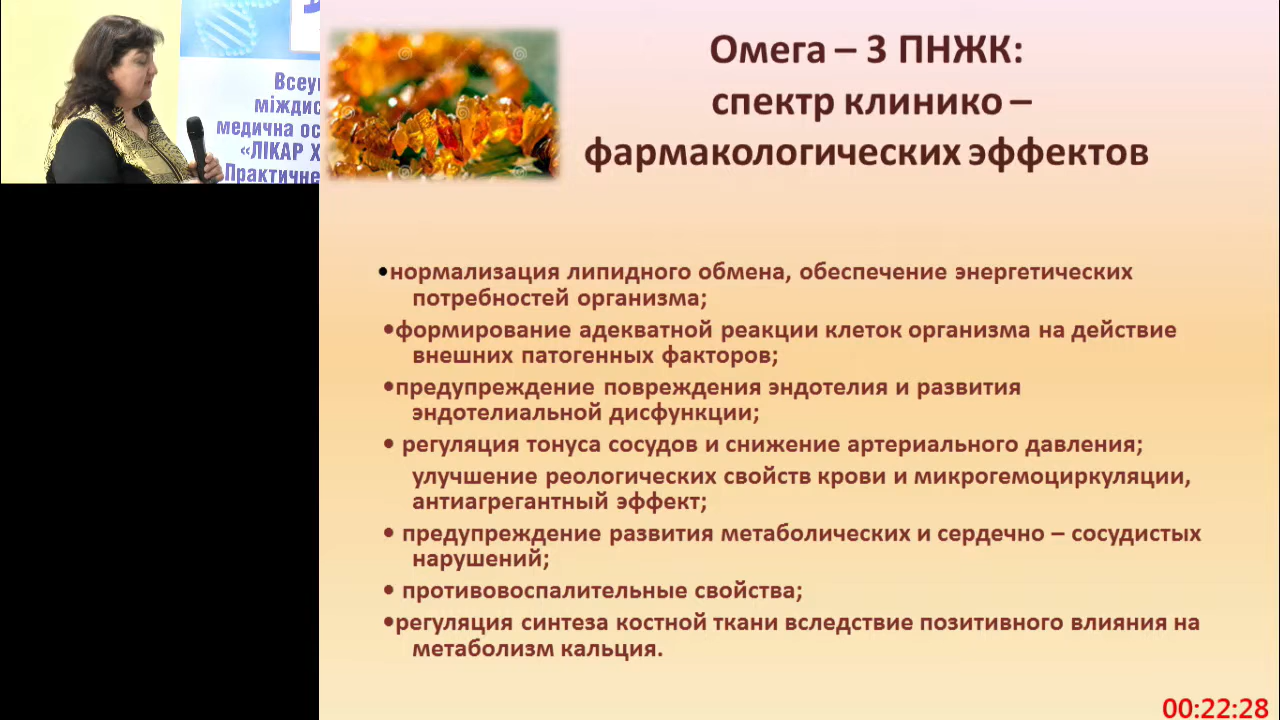 Всеу
міждис
медична ос
«ЛІКАР Х
Практичне
Омега – 3 ПНЖК:
спектр клинико –
фармакологических эффектов
•нормализация липидного обмена, обеспечение энергетических
потребностей организма;
•формирование адекватной реакции клеток организма на действие
внешних патогенных факторов;
•предупреждение повреждения эндотелия и развития
эндотелиальной дисфункции;
• регуляция тонуса сосудов и снижение артериального давления;
улучшение реологических свойств крови и микрогемоциркуляции,
антиагрегантный эффект;
• предупреждение развития метаболических и сердечно – сосудистых
нарушений;
• противовоспалительные свойства;
•регуляция синтеза костной ткани вследствие позитивного влияния на
метаболизм кальция.
00:22:28